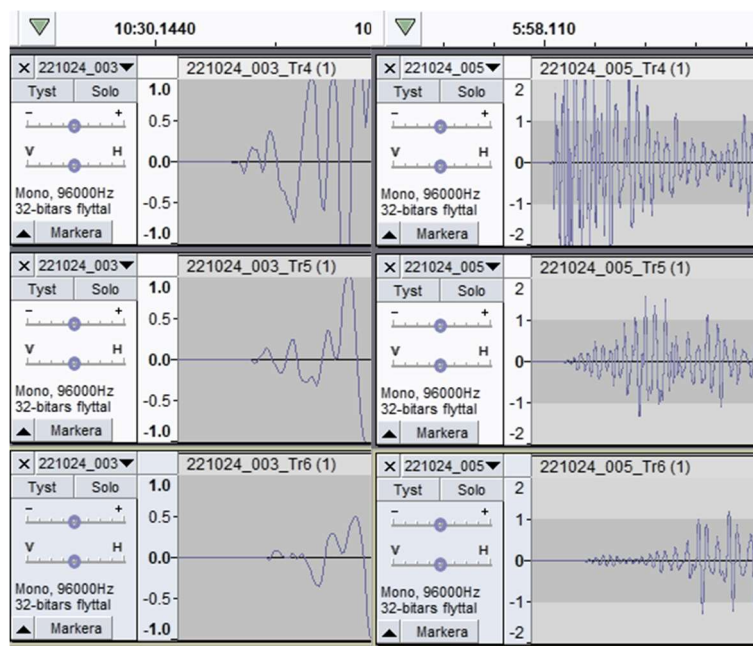 10:30.1440
10
5:58.110
221024_003
221024_003_Tr4 (1)
Tyst
Solo
-
+
V
H
Mono, 96000Hz
32-bitars flyttal
Markera
1.0
0.5-
0.0-
-0.5-
-1.0
221024_005
221024_005_Tr4 (1)
Tyst
Solo
-
+
V
H
Mono, 96000Hz
32-bitars flyttal
Markera
2
1-
0-
-1-
-2
221024_003
221024_003_Tr5 (1)
Tyst
Solo
-
+
V
H
Mono, 96000Hz
32-bitars flyttal
Markera
1.0
0.5-
0.0-
-0.5-
-1.0
221024_005
221024_005_Tr5 (1)
Tyst
Solo
-
+
V
H
Mono, 96000Hz
32-bitars flyttal
Markera
2
1-
0-
-1-
-2
221024_003
221024_003_Tr6 (1)
Tyst
Solo
-
+
V
H
Mono, 96000Hz
32-bitars flyttal
Markera
1.0
0.5-
0.0-
-0.5-
-1.0
221024_005
221024_005_Tr6 (1)
Tyst
Solo
-
+
V
H
Mono, 96000Hz
32-bitars flyttal
Markera
2
1-
0-
-1-
-2